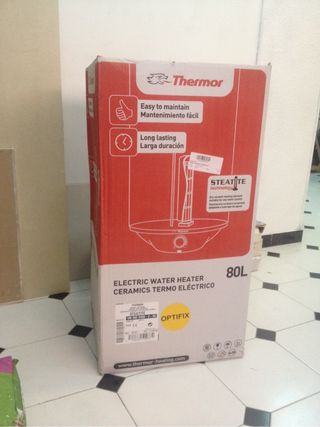 Thermor
Easy to maintain
Mantenimiento fácil
Long lasting
Larga duración
STEATITE
technology
ELECTRIC WATER HEATER
80L
CERAMICS TERMO ELÉCTRICO
OPTIFIX
www.thermor-heating.com